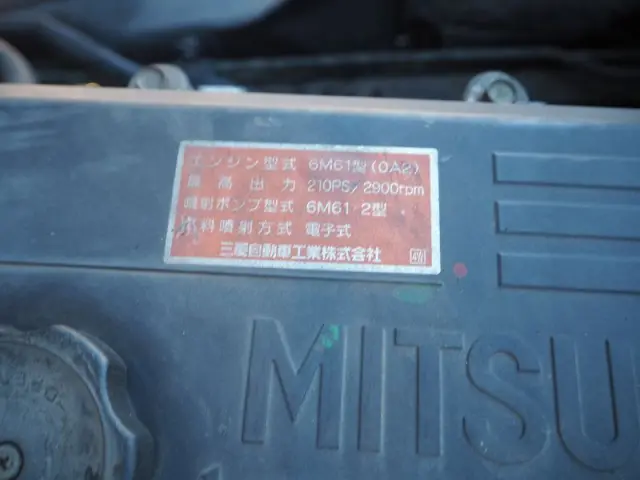 エンジン型式 6M61型(0A2)
最高出力 210PS/2900rpm
噴射ポンプ型式 6M61-2型
燃料噴射方式 電子式
三菱自動車工業株式会社
MITSU